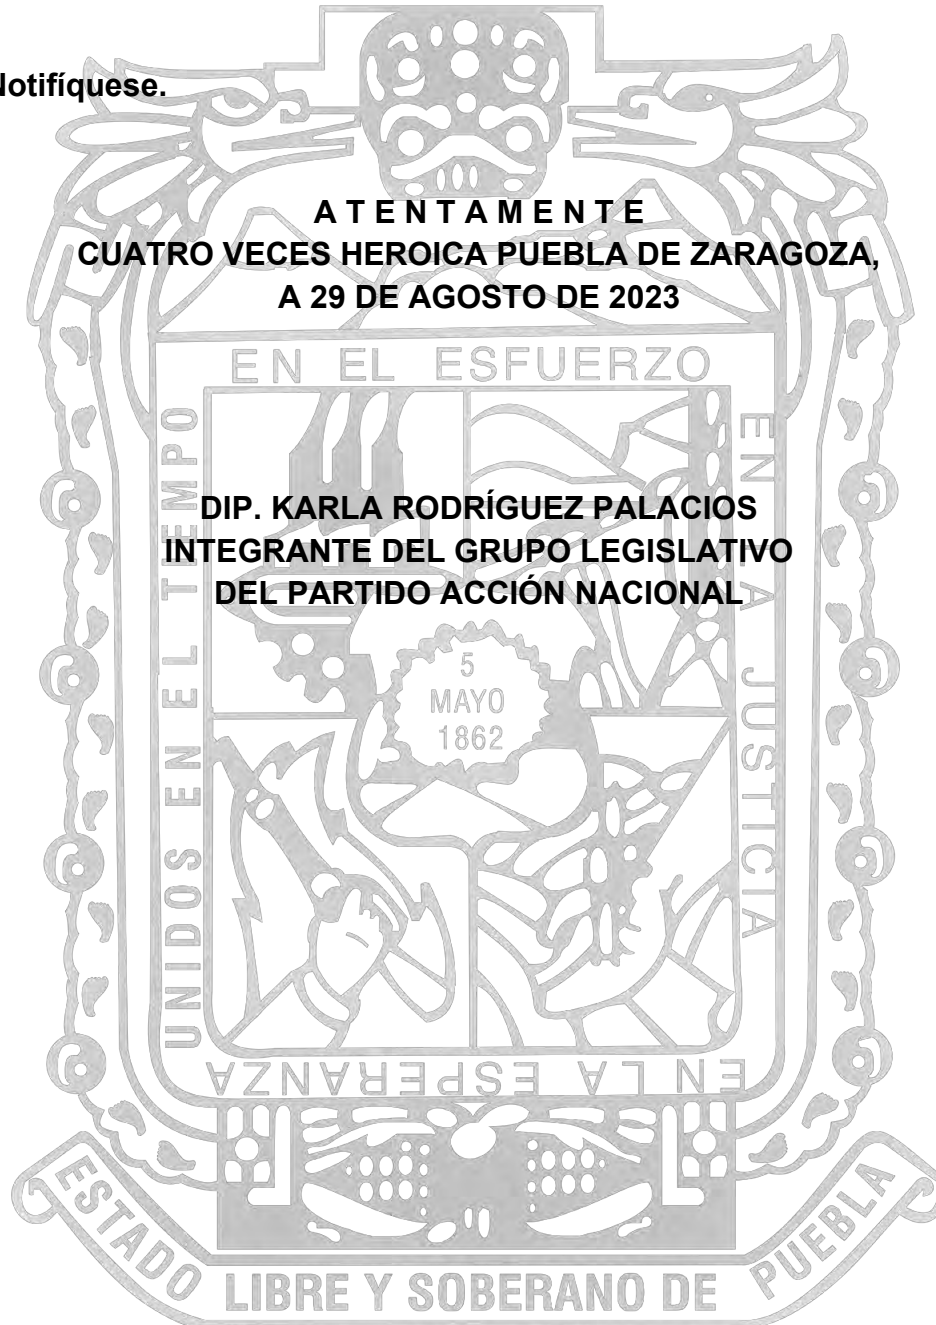 Notifíquese.
A T E N T A M E N T E
CUATRO VECES HEROICA PUEBLA DE ZARAGOZA,
A 29 DE AGOSTO DE 2023
EN EL ESFUERZO
DIP. KARLA RODRÍGUEZ PALACIOS
INTEGRANTE DEL GRUPO LEGISLATIVO
DEL PARTIDO ACCIÓN NACIONAL
UNIDOS EN EL TIEMPO
EN LA JUSTICIA
5
MAYO
1862
EN LA ESPERANZA
ESTADO LIBRE Y SOBERANO DE PUEBLA